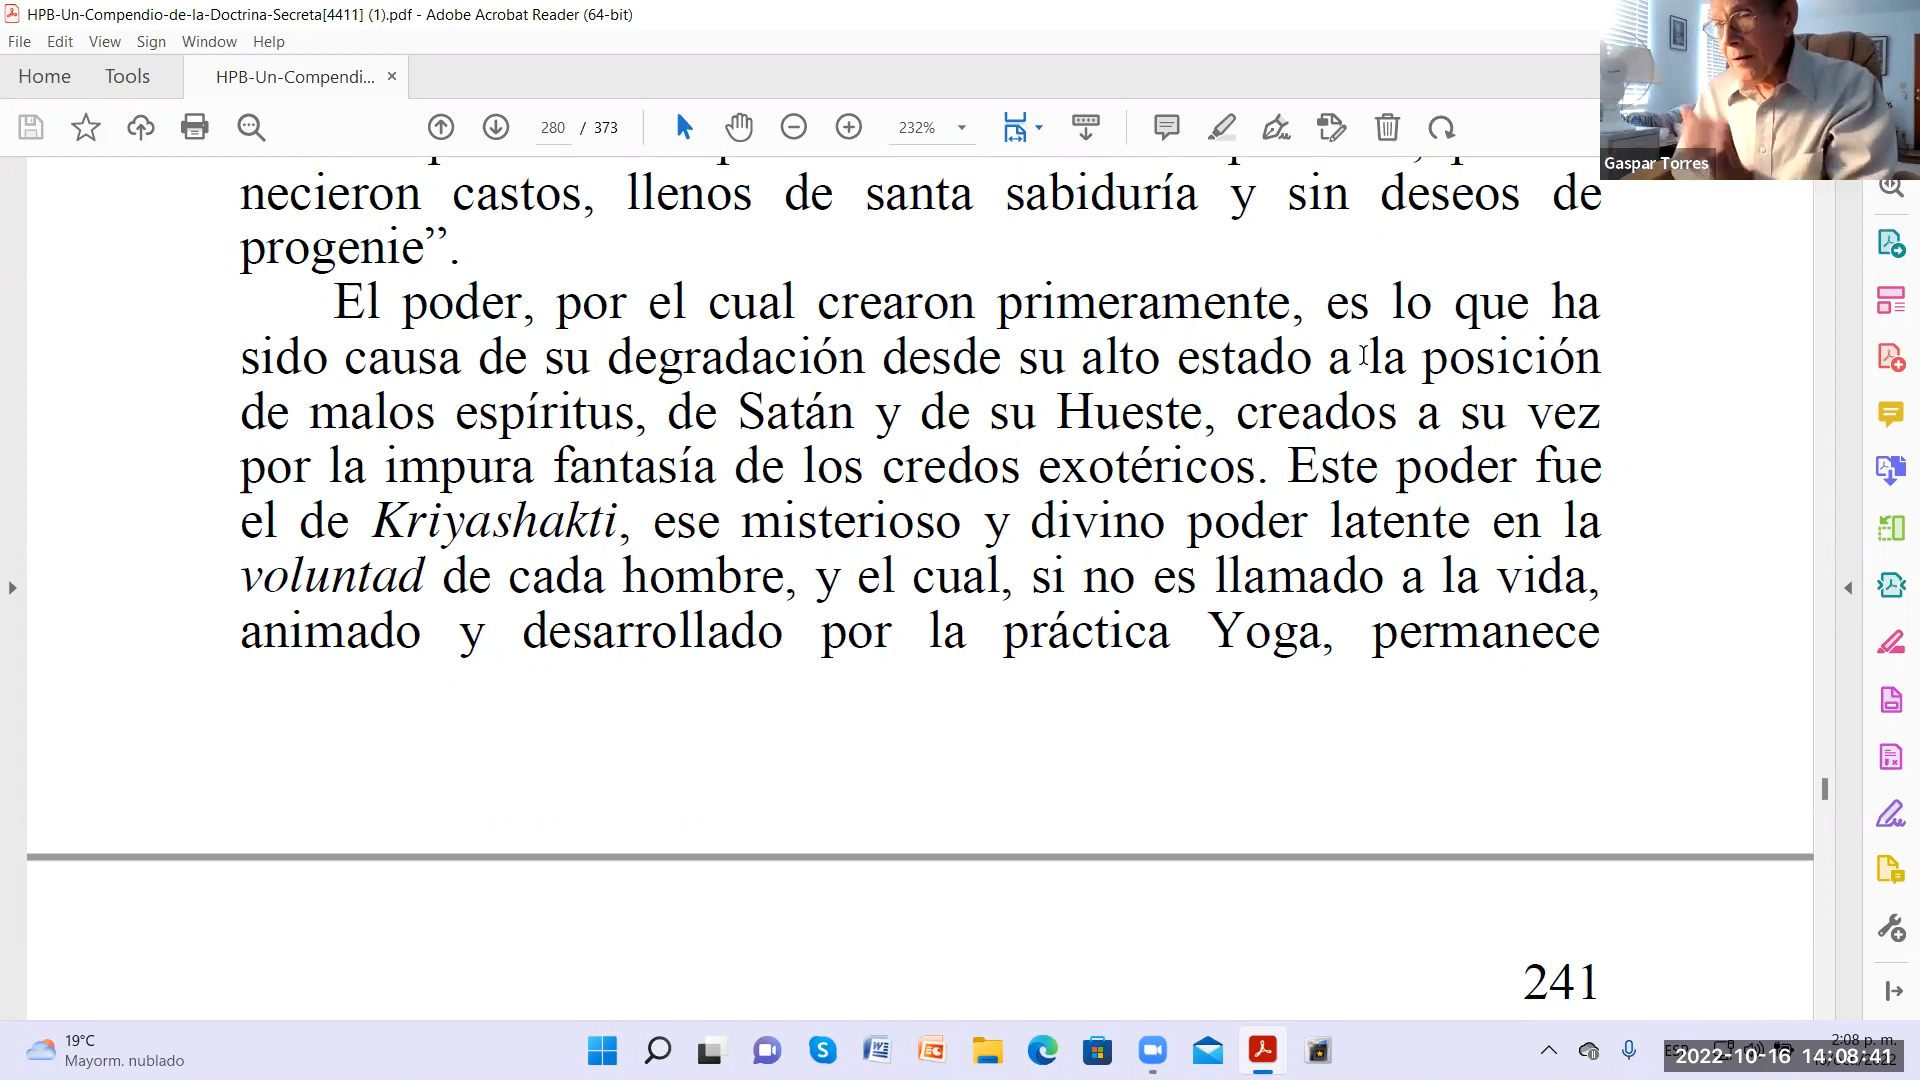 HPB-Un-Compendio-de-la-Doctrina-Secreta[4411] (1).pdf - Adobe Acrobat Reader (64-bit)
File Edit View Sign Window Help
Home Tools HPB-Un-Compendi... ×
280 / 373 232%
Gaspar Torres
necieron castos, llenos de santa sabiduría y sin deseos de
progenie”.
El poder, por el cual crearon primeramente, es lo que ha
sido causa de su degradación desde su alto estado a la posición
de malos espíritus, de Satán y de su Hueste, creados a su vez
por la impura fantasía de los credos exotéricos. Este poder fue
el de Kriyashakti, ese misterioso y divino poder latente en la
voluntad de cada hombre, y el cual, si no es llamado a la vida,
animado y desarrollado por la práctica Yoga, permanece
241
19°C
Mayorm. nublado
2:08 p. m.
2022-10-16 14:08:41